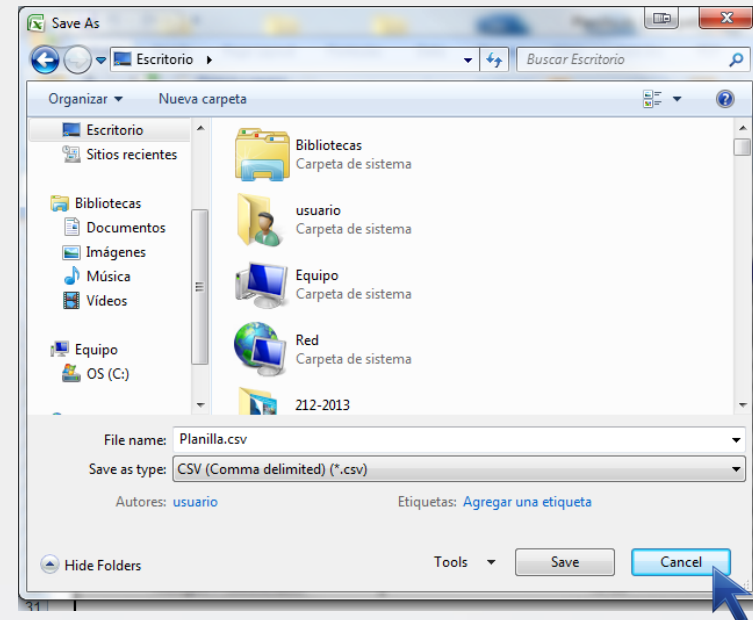 Save As
Escritorio
Buscar Escritorio
Organizar
Nueva carpeta
Escritorio
Sitios recientes
Bibliotecas
Documentos
Imágenes
Música
Vídeos
Equipo
OS (C:)
Bibliotecas
Carpeta de sistema
usuario
Carpeta de sistema
Equipo
Carpeta de sistema
Red
Carpeta de sistema
212-2013
File name: Planilla.csv
Save as type: CSV (Comma delimited) (*.csv)
Autores: usuario Etiquetas: Agregar una etiqueta
Hide Folders Tools Save Cancel
31